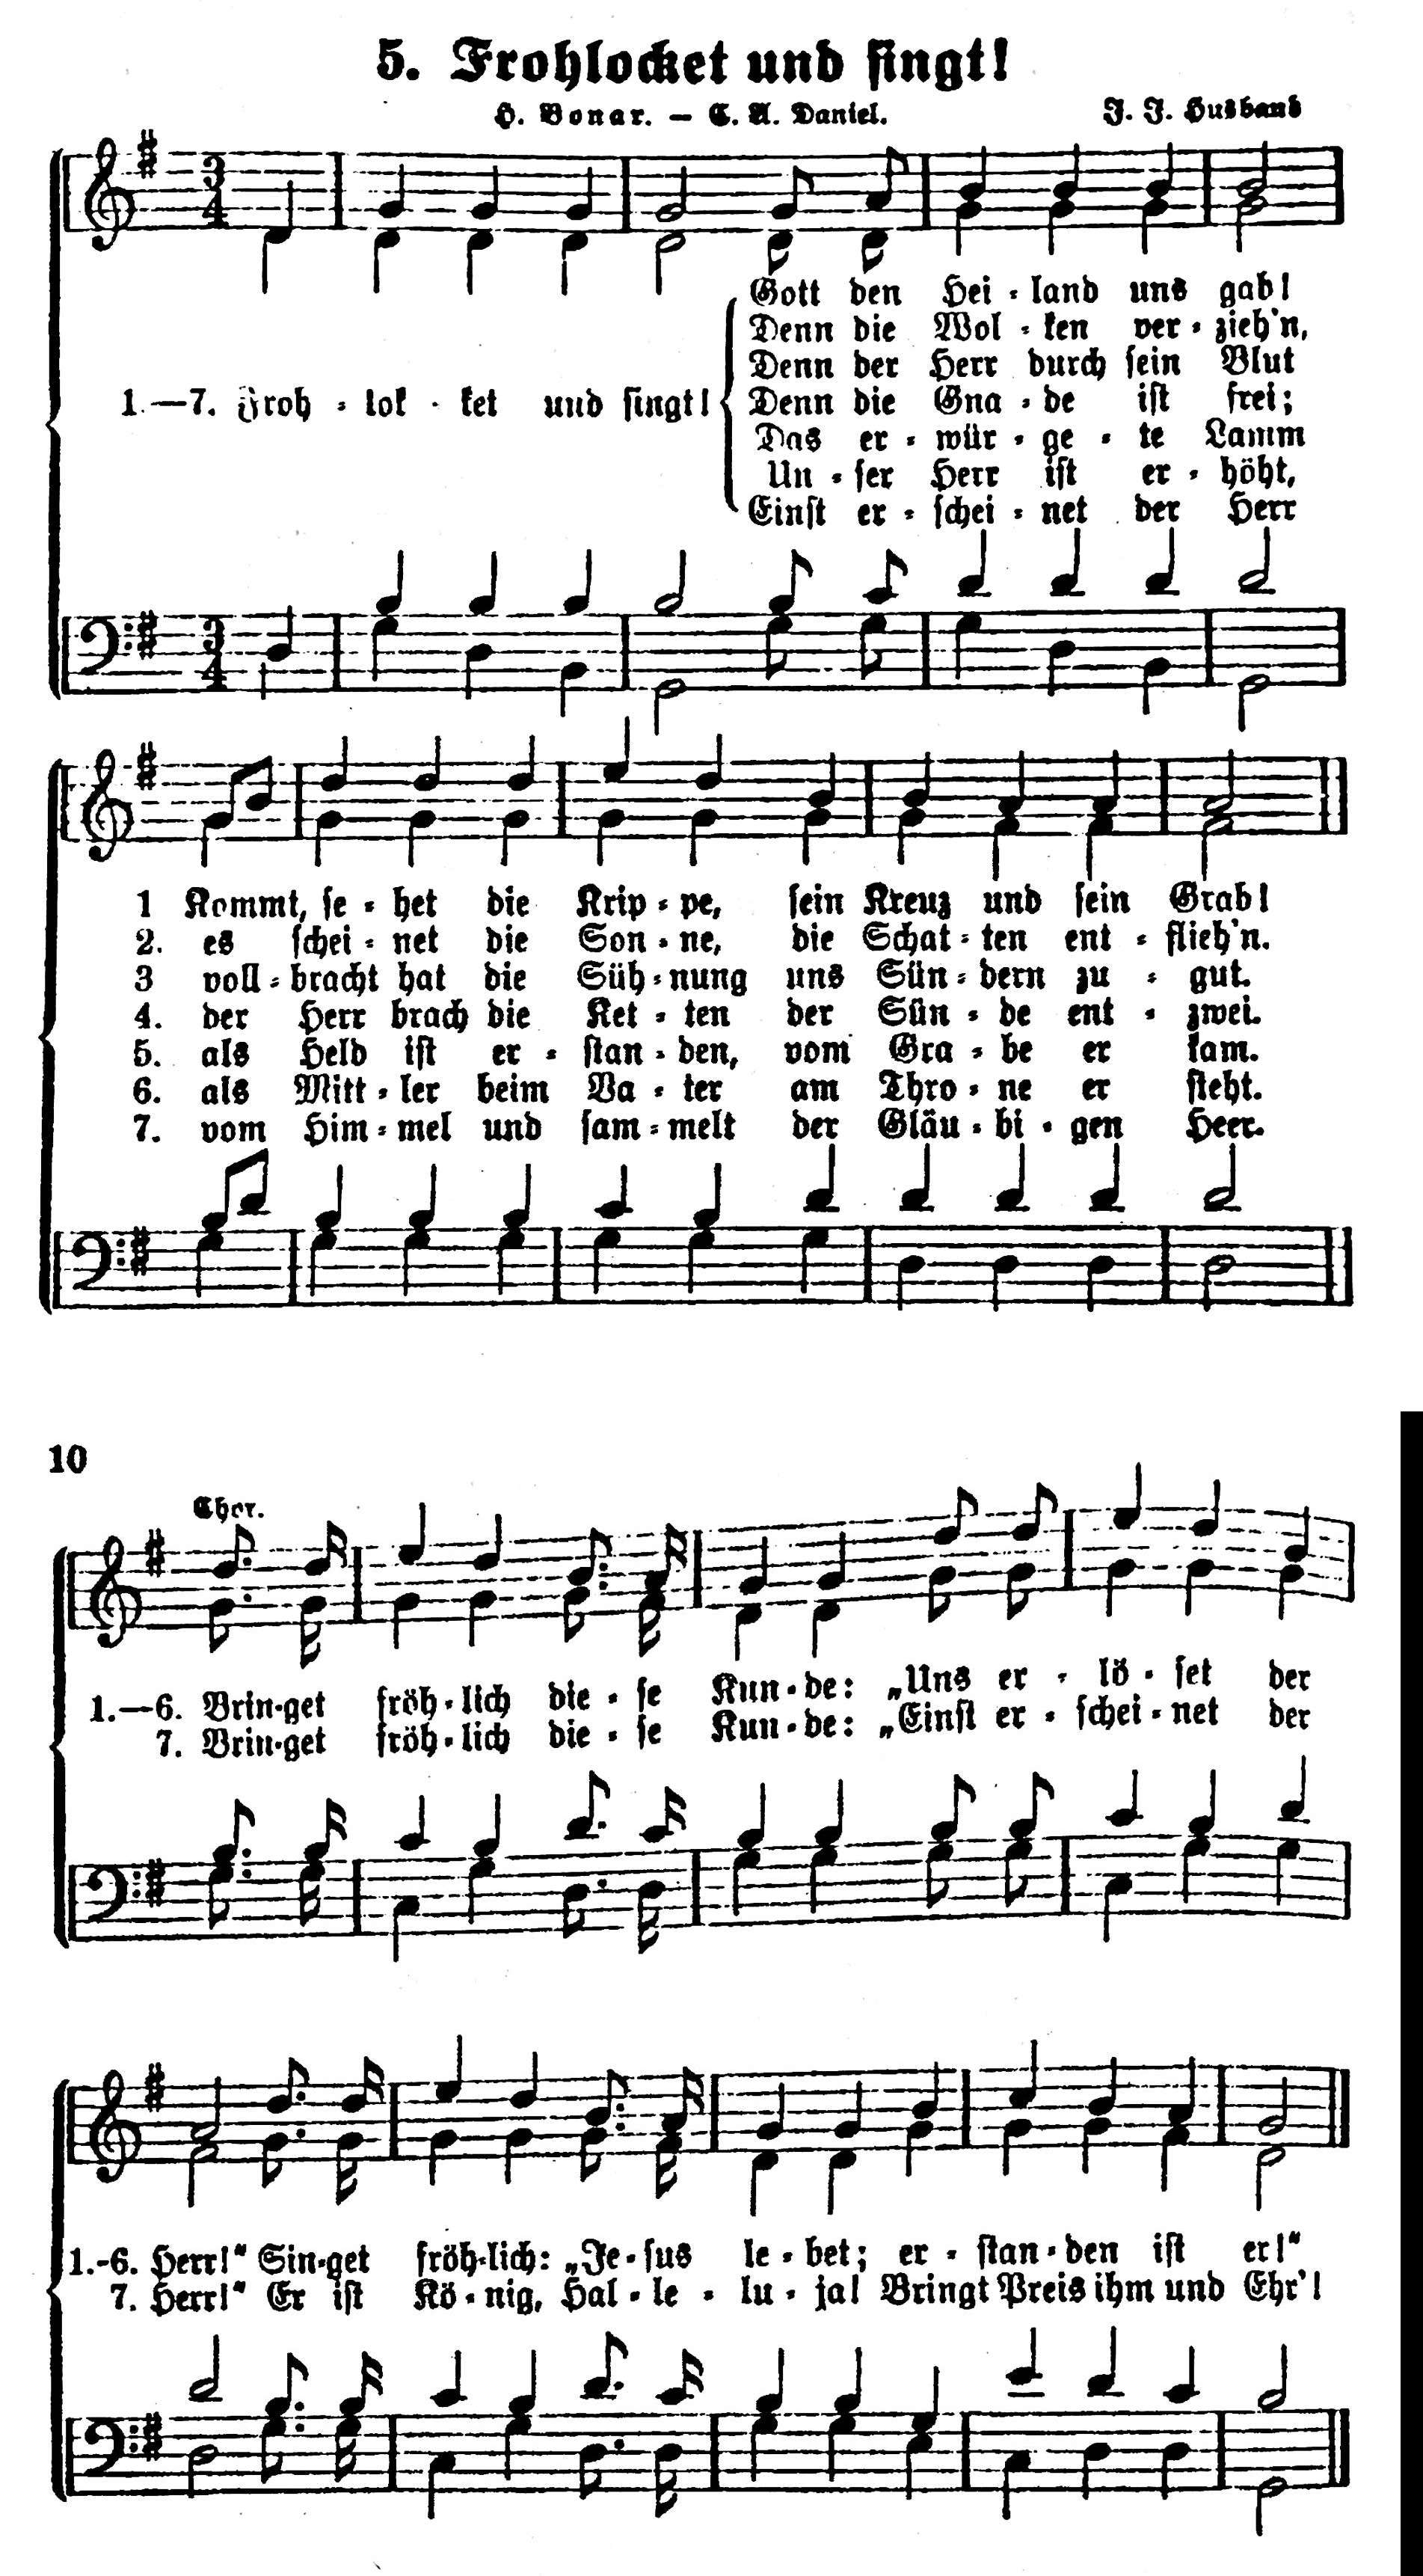 5. Frohlocket und singt!
H. Bonar. — C. A. Daniel.
J. J. Husband
3/4
Gott den Hei - land uns gab!
Denn die Wol - ken ver - zieh'n,
Denn der Herr durch sein Blut
1.—7. Froh - lok - ket und singt! Denn die Gna - de ist frei;
Das er - wür - ge - te Lamm
Un - ser Herr ist er - höht,
Einst er - schei - net der Herr
3/4
1 Kommt, se - het die Krip - pe, sein Kreuz und sein Grab!
2. es schei - net die Son - ne, die Schat - ten ent - flieh'n.
3 voll - bracht hat die Süh - nung uns Sün - dern zu - gut.
4. der Herr brach die Ket - ten der Sün - de ent - zwei.
5. als Held ist er - stan - den, vom Gra - be er kam.
6. als Mitt - ler beim Va - ter am Thro - ne er steht.
7. vom Him - mel und sam - melt der Gläu - bi - gen Heer.
10
Chor.
1.—6. Brin-get fröh - lich die - se Kun - de: „Uns er - lö - set der
7. Brin-get fröh - lich die - se Kun - de: „Einst er - schei - net der
1.-6. Herr!“ Sin-get fröh-lich: „Je - sus le - bet; er - stan - den ist er!“
7. Herr!“ Er ist Kö - nig, Hal - le - lu - ja! Bringt Preis ihm und Ehr'!